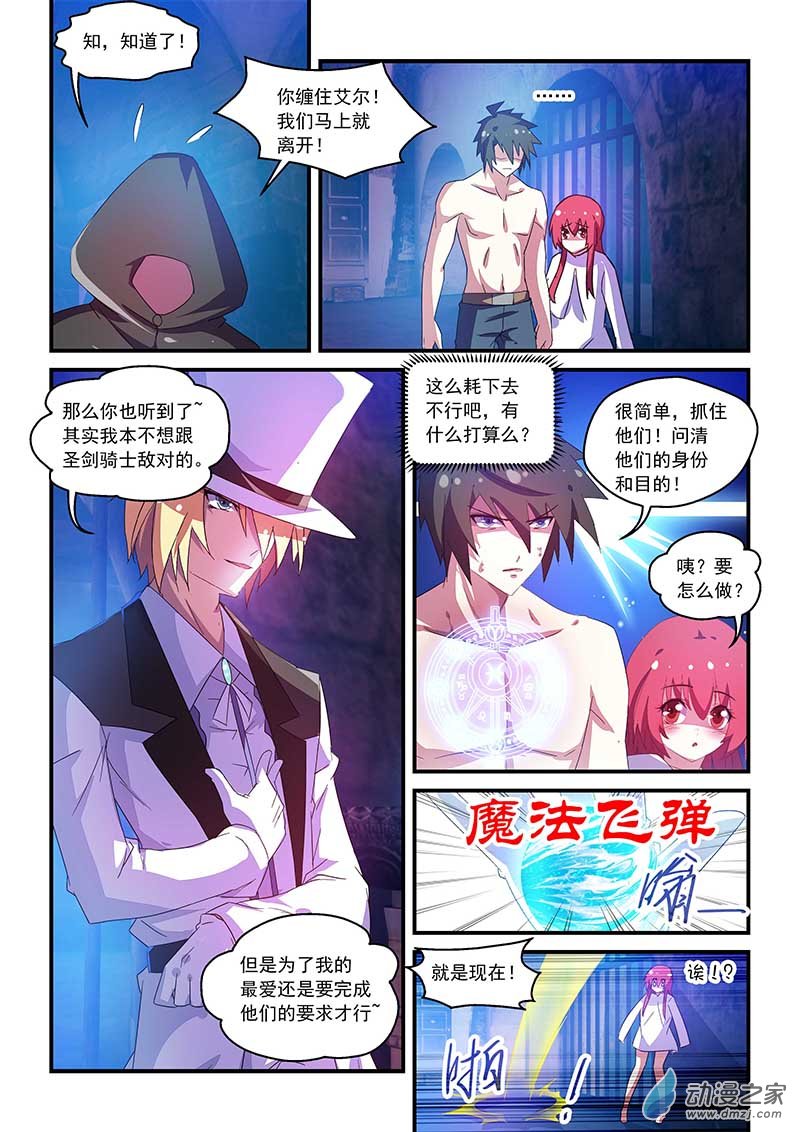 知，知道了！
你缠住艾尔！
我们马上就
离开！
……
那么你也听到了~
其实我本不想跟
圣剑骑士敌对的。
这么耗下去
不行吧，有
什么打算么？
很简单，抓住
他们！问清
他们的身份
和目的！
咦？要
怎么做？
但是为了我的
最爱还是要完成
他们的要求才行~
魔法飞弹
嗡—
就是现在！
诶！？
啪！
动漫之家
www.dmzj.com